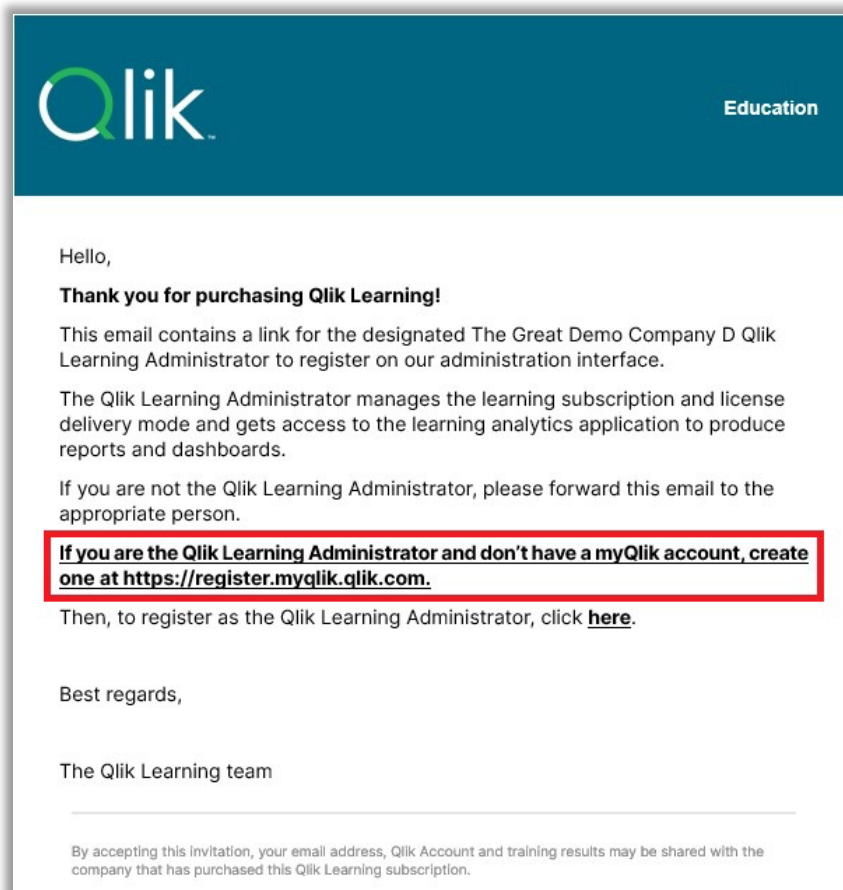 Qlik™
Education
Hello,
Thank you for purchasing Qlik Learning!
This email contains a link for the designated The Great Demo Company D Qlik
Learning Administrator to register on our administration interface.
The Qlik Learning Administrator manages the learning subscription and license
delivery mode and gets access to the learning analytics application to produce
reports and dashboards.
If you are not the Qlik Learning Administrator, please forward this email to the
appropriate person.
If you are the Qlik Learning Administrator and don’t have a myQlik account, create
one at https://register.myqlik.qlik.com.
Then, to register as the Qlik Learning Administrator, click here.
Best regards,
The Qlik Learning team
By accepting this invitation, your email address, Qlik Account and training results may be shared with the
company that has purchased this Qlik Learning subscription.